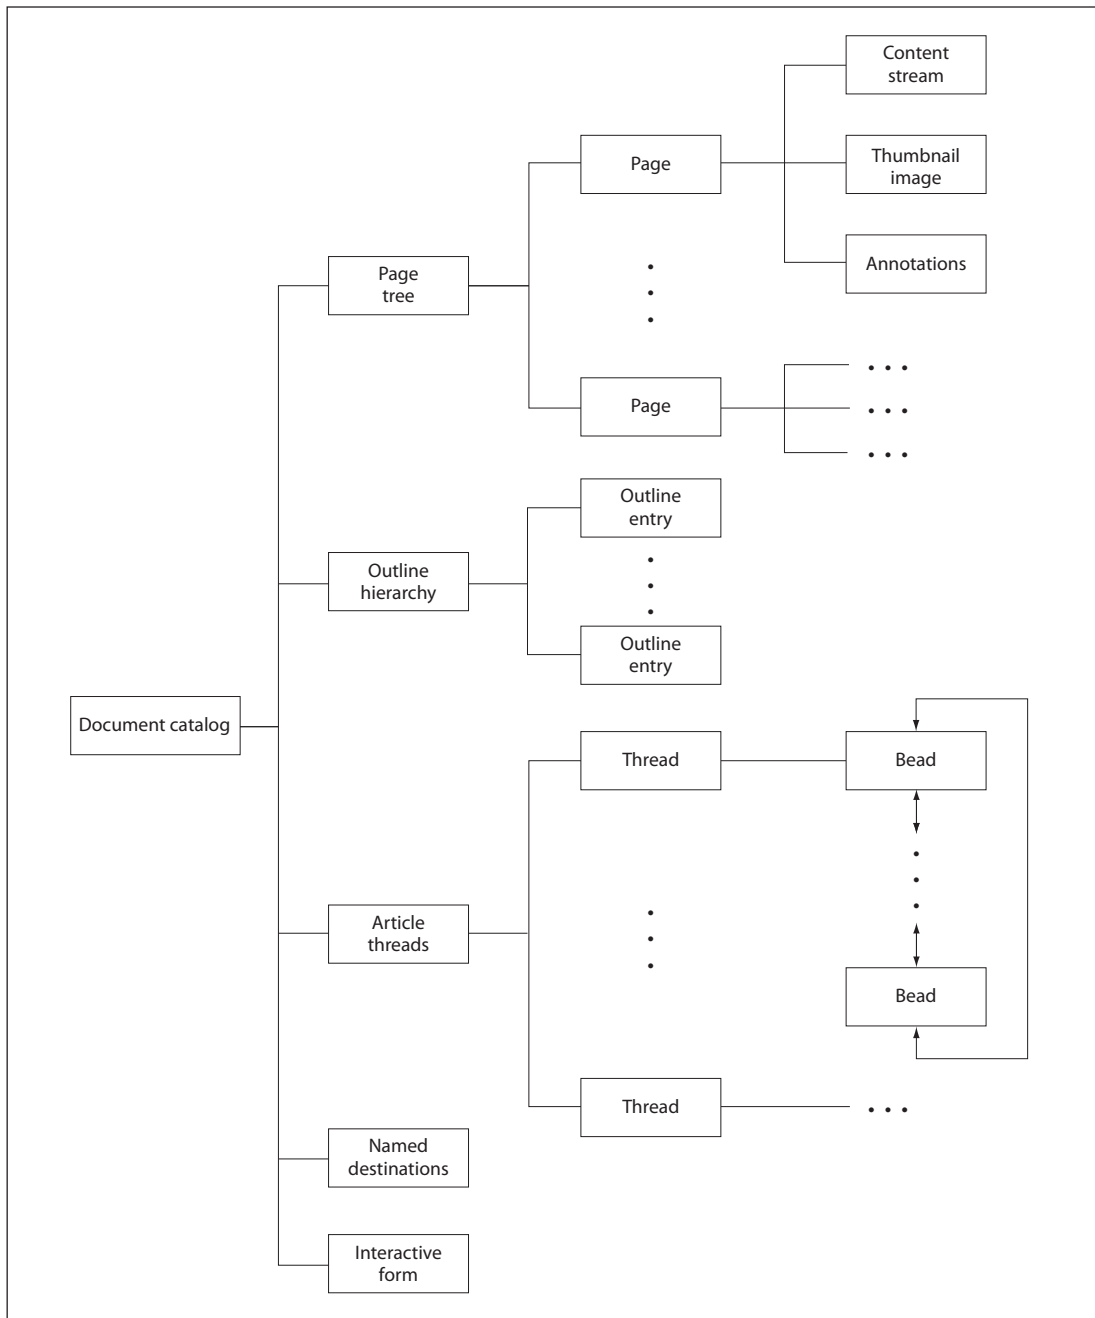 Content
stream
Page
Thumbnail
image
Annotations
Page
tree
Page
Outline
entry
Outline
hierarchy
Outline
entry
Document catalog
Thread
Bead
Article
threads
Bead
Thread
Named
destinations
Interactive
form